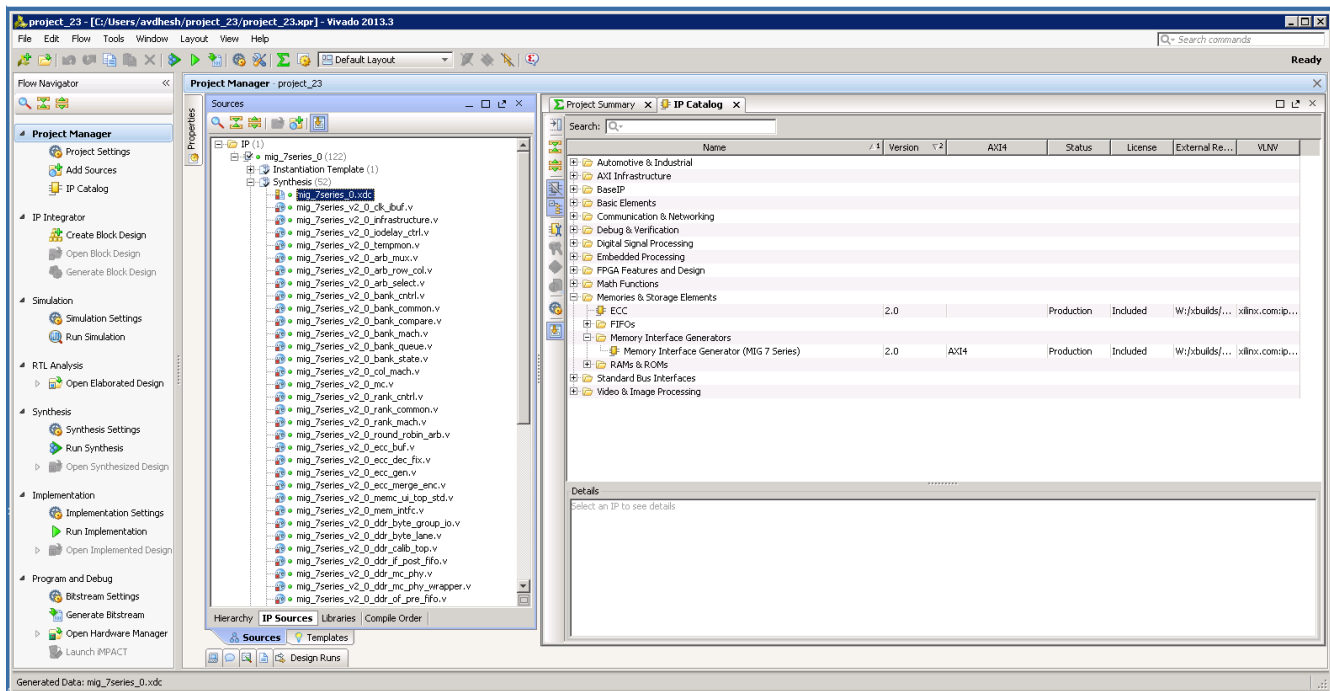 project_23 - [C:/Users/avdhesh/project_23/project_23.xpr] - Vivado 2013.3
File Edit Flow Tools Window Layout View Help
Search commands
Default Layout
Ready
Flow Navigator
Project Manager
Project Settings
Add Sources
IP Catalog
IP Integrator
Create Block Design
Open Block Design
Generate Block Design
Simulation
Simulation Settings
Run Simulation
RTL Analysis
Open Elaborated Design
Synthesis
Synthesis Settings
Run Synthesis
Open Synthesized Design
Implementation
Implementation Settings
Run Implementation
Open Implemented Design
Program and Debug
Bitstream Settings
Generate Bitstream
Open Hardware Manager
Launch iMPACT
Project Manager - project_23
Properties
Sources
IP (1)
mig_7series_0 (122)
Instantiation Template (1)
Synthesis (52)
mig_7series_0.xdc
mig_7series_v2_0_clk_ibuf.v
mig_7series_v2_0_infrastructure.v
mig_7series_v2_0_iodelay_ctrl.v
mig_7series_v2_0_tempmon.v
mig_7series_v2_0_arb_mux.v
mig_7series_v2_0_arb_row_col.v
mig_7series_v2_0_arb_select.v
mig_7series_v2_0_bank_cntrl.v
mig_7series_v2_0_bank_common.v
mig_7series_v2_0_bank_compare.v
mig_7series_v2_0_bank_mach.v
mig_7series_v2_0_bank_queue.v
mig_7series_v2_0_bank_state.v
mig_7series_v2_0_col_mach.v
mig_7series_v2_0_mc.v
mig_7series_v2_0_rank_cntrl.v
mig_7series_v2_0_rank_common.v
mig_7series_v2_0_rank_mach.v
mig_7series_v2_0_round_robin_arb.v
mig_7series_v2_0_ecc_buf.v
mig_7series_v2_0_ecc_dec_fix.v
mig_7series_v2_0_ecc_gen.v
mig_7series_v2_0_ecc_merge_enc.v
mig_7series_v2_0_memc_ui_top_std.v
mig_7series_v2_0_mem_intfc.v
mig_7series_v2_0_ddr_byte_group_io.v
mig_7series_v2_0_ddr_byte_lane.v
mig_7series_v2_0_ddr_calib_top.v
mig_7series_v2_0_ddr_if_post_fifo.v
mig_7series_v2_0_ddr_mc_phy.v
mig_7series_v2_0_ddr_mc_phy_wrapper.v
mig_7series_v2_0_ddr_of_pre_fifo.v
Hierarchy IP Sources Libraries Compile Order
Sources Templates
Design Runs
Project Summary IP Catalog
Search:
Name 1 Version 2 AXI4 Status License External Re... VLNV
Automotive & Industrial
AXI Infrastructure
BaseIP
Basic Elements
Communication & Networking
Debug & Verification
Digital Signal Processing
Embedded Processing
FPGA Features and Design
Math Functions
Memories & Storage Elements
ECC 2.0 Production Included W:/xbuilds/... xilinx.com:ip...
FIFOs
Memory Interface Generators
Memory Interface Generator (MIG 7 Series) 2.0 AXI4 Production Included W:/xbuilds/... xilinx.com:ip...
RAMs & ROMs
Standard Bus Interfaces
Video & Image Processing
Details
Select an IP to see details
Generated Data: mig_7series_0.xdc